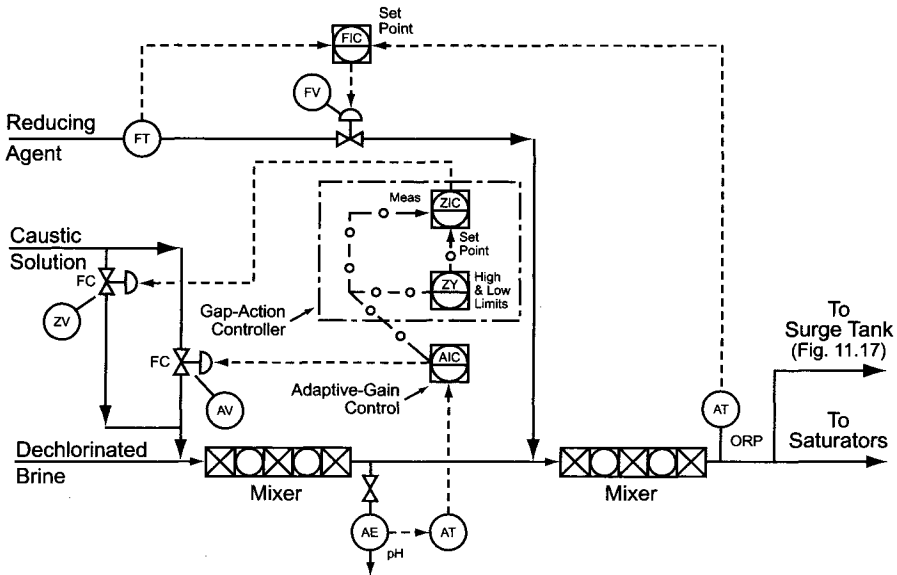 Set
Point
FIC
FV
Reducing
Agent
FT
Meas
ZIC
Set
Point
Caustic
Solution
FC
ZY
High
& Low
Limits
ZV
Gap-Action
Controller
To
Surge Tank
(Fig. 11.17)
FC
AIC
Adaptive-Gain
Control
AV
AT
ORP
To
Saturators
Dechlorinated
Brine
Mixer
Mixer
AE
pH
AT